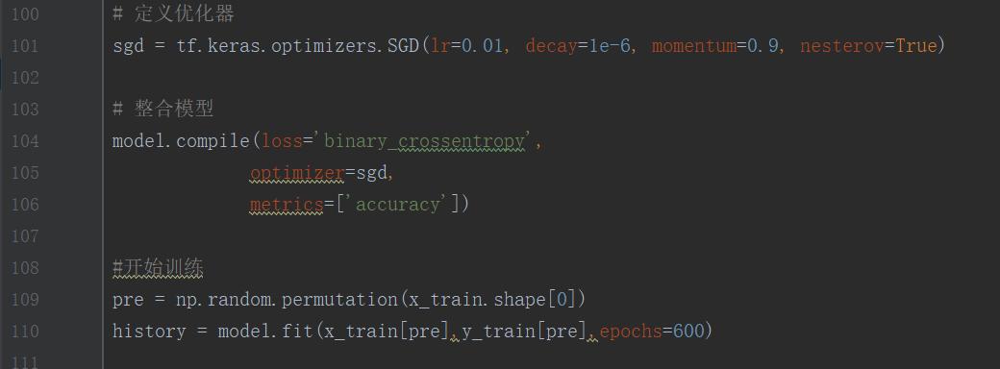 100 # 定义优化器
101 sgd = tf.keras.optimizers.SGD(lr=0.01, decay=1e-6, momentum=0.9, nesterov=True)
102
103 # 整合模型
104 model.compile(loss='binary_crossentropy',
105 optimizer=sgd,
106 metrics=['accuracy'])
107
108 #开始训练
109 pre = np.random.permutation(x_train.shape[0])
110 history = model.fit(x_train[pre],y_train[pre],epochs=600)
111